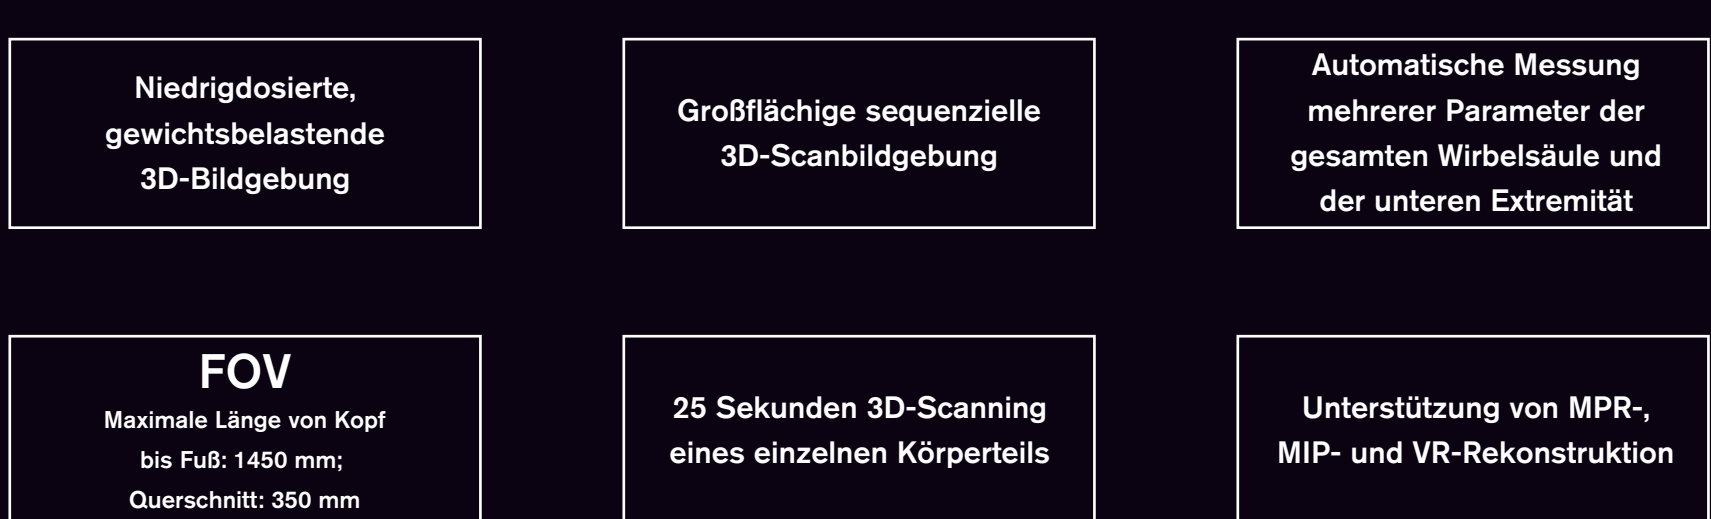 Niedrigdosierte,
gewichtsbelastende
3D-Bildgebung
Großflächige sequenzielle
3D-Scanbildgebung
Automatische Messung
mehrerer Parameter der
gesamten Wirbelsäule und
der unteren Extremität
FOV
Maximale Länge von Kopf
bis Fuß: 1450 mm;
Querschnitt: 350 mm
25 Sekunden 3D-Scanning
eines einzelnen Körperteils
Unterstützung von MPR-,
MIP- und VR-Rekonstruktion